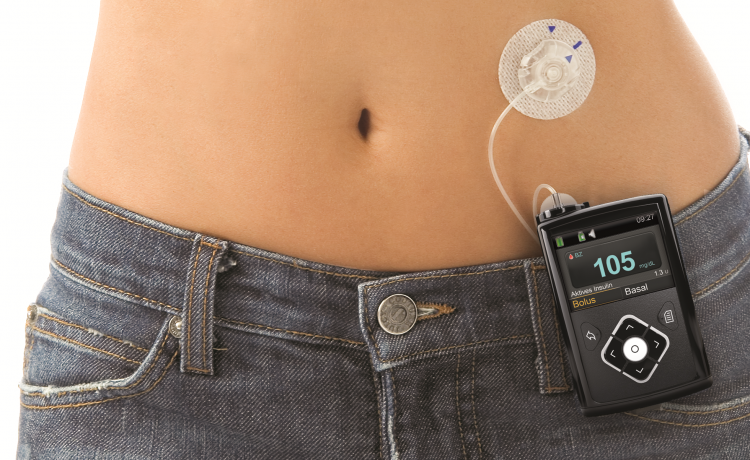 09:27
BZ
105 mg/dL
Aktives Insulin 1.3 U
Bolus Basal